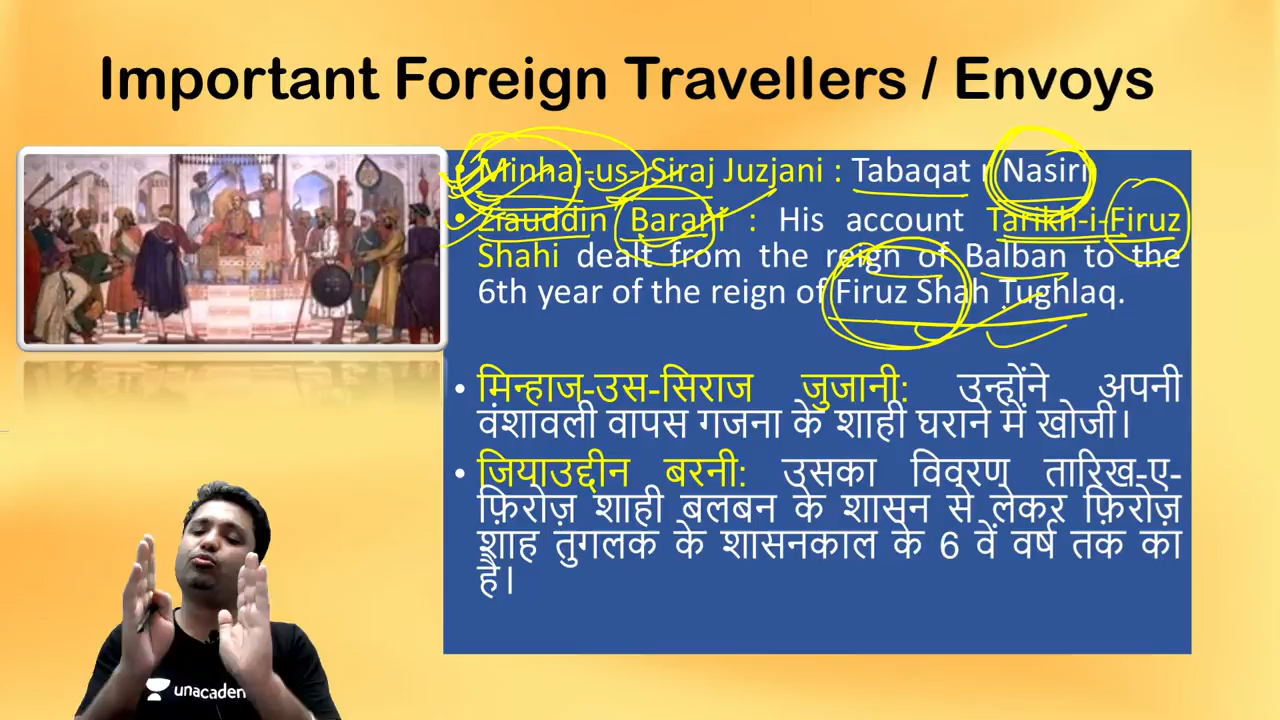 Important Foreign Travellers / Envoys
• Minhaj-us- Siraj Juzjani : Tabaqat r Nasiri
• Ziauddin Barani : His account Tarikh-i-Firuz
Shahi dealt from the reign of Balban to the
6th year of the reign of Firuz Shah Tughlaq.
• मिन्हाज-उस-सिराज जुजानी: उन्होंने अपनी
वंशावली वापस गजना के शाही घराने में खोजी।
• जियाउद्दीन बरनी: उसका विवरण तारिख-ए-
फ़िरोज़ शाही बलबन के शासन से लेकर फ़िरोज़
शाह तुगलक के शासनकाल के 6 वें वर्ष तक का
है।
unacaden